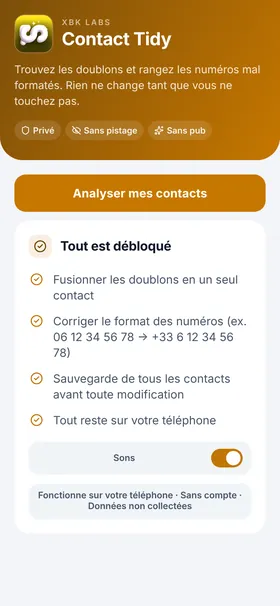 XBK LABS
Contact Tidy
Trouvez les doublons et rangez les numéros mal
formatés. Rien ne change tant que vous ne
touchez pas.
Privé
Sans pistage
Sans pub
Analyser mes contacts
Tout est débloqué
Fusionner les doublons en un seul
contact
Corriger le format des numéros (ex.
06 12 34 56 78 → +33 6 12 34 56
78)
Sauvegarde de tous les contacts
avant toute modification
Tout reste sur votre téléphone
Sons
Fonctionne sur votre téléphone · Sans compte ·
Données non collectées